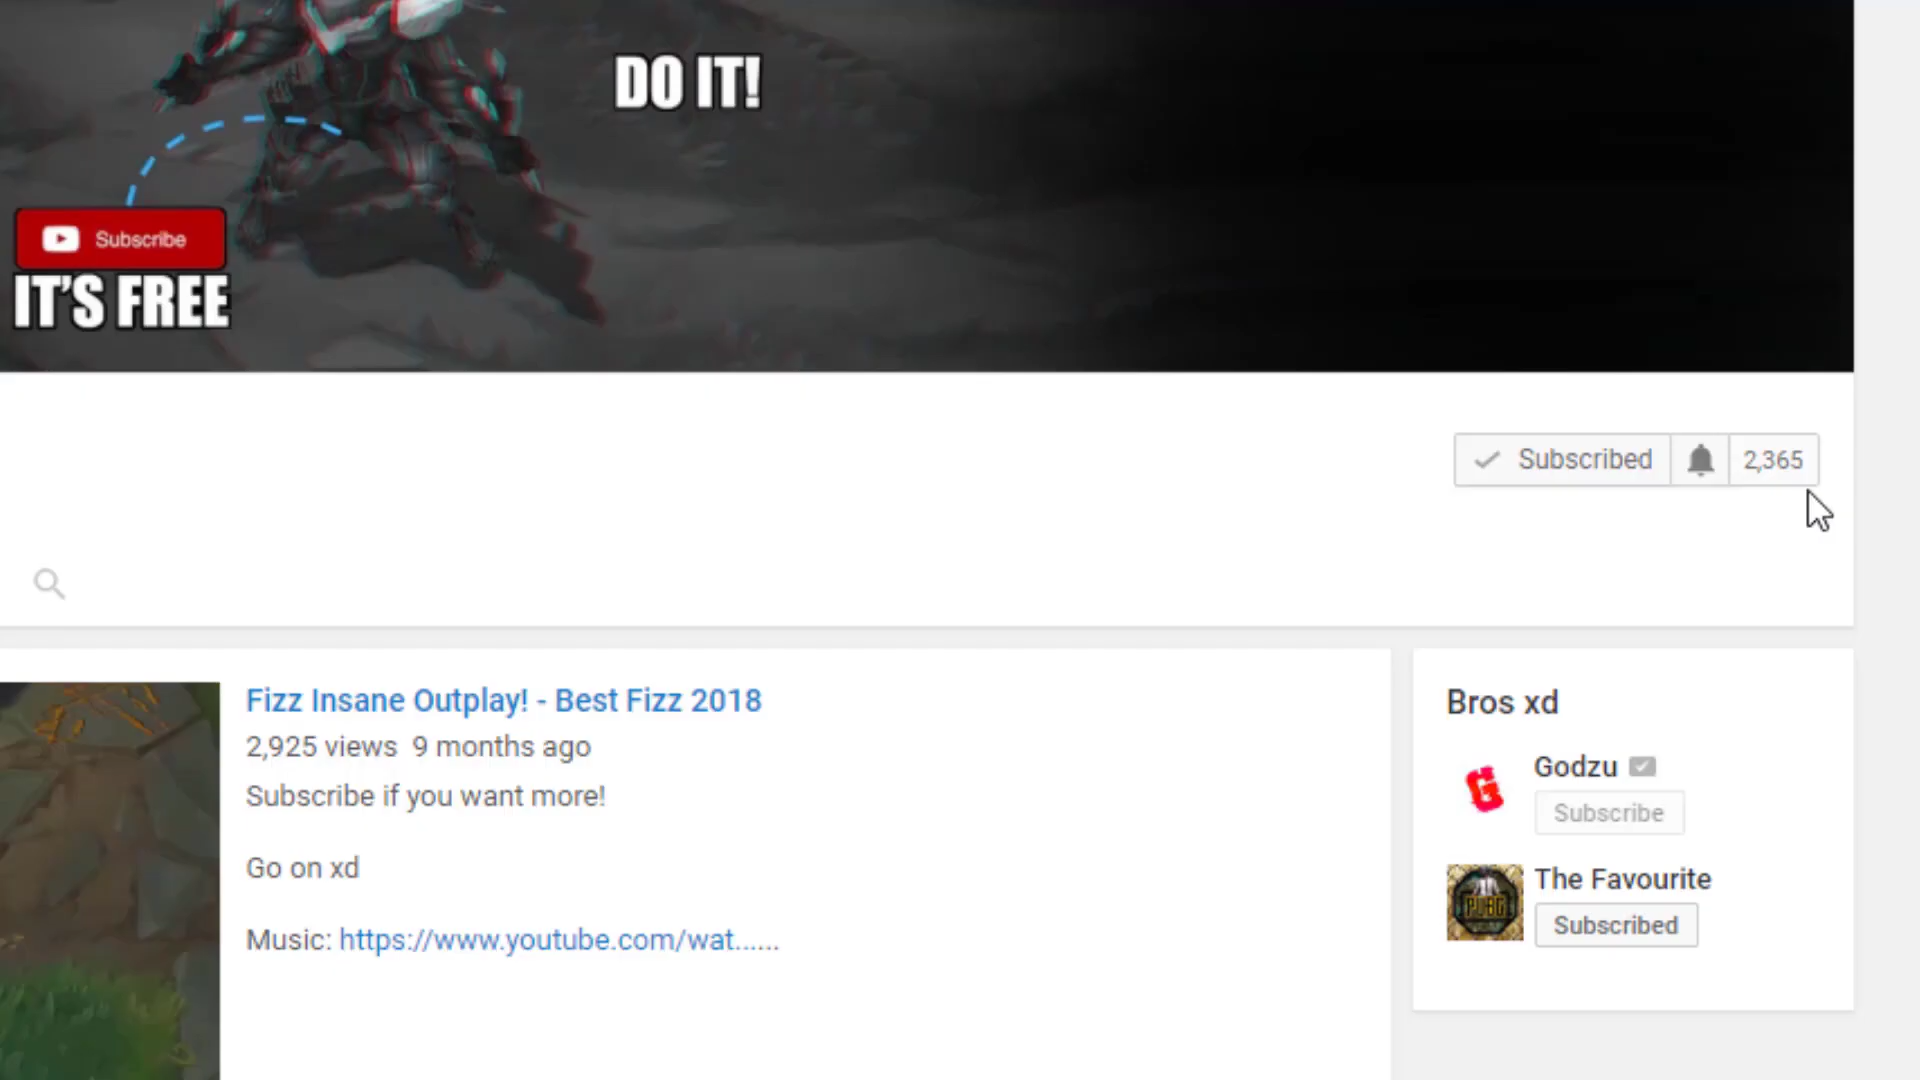 DO IT!
Subscribe
IT'S FREE
Subscribed 2,365
Fizz Insane Outplay! - Best Fizz 2018
2,925 views 9 months ago
Subscribe if you want more!
Go on xd
Music: https://www.youtube.com/wat......
Bros xd
G
Godzu
Subscribe
PUBG
The Favourite
Subscribed